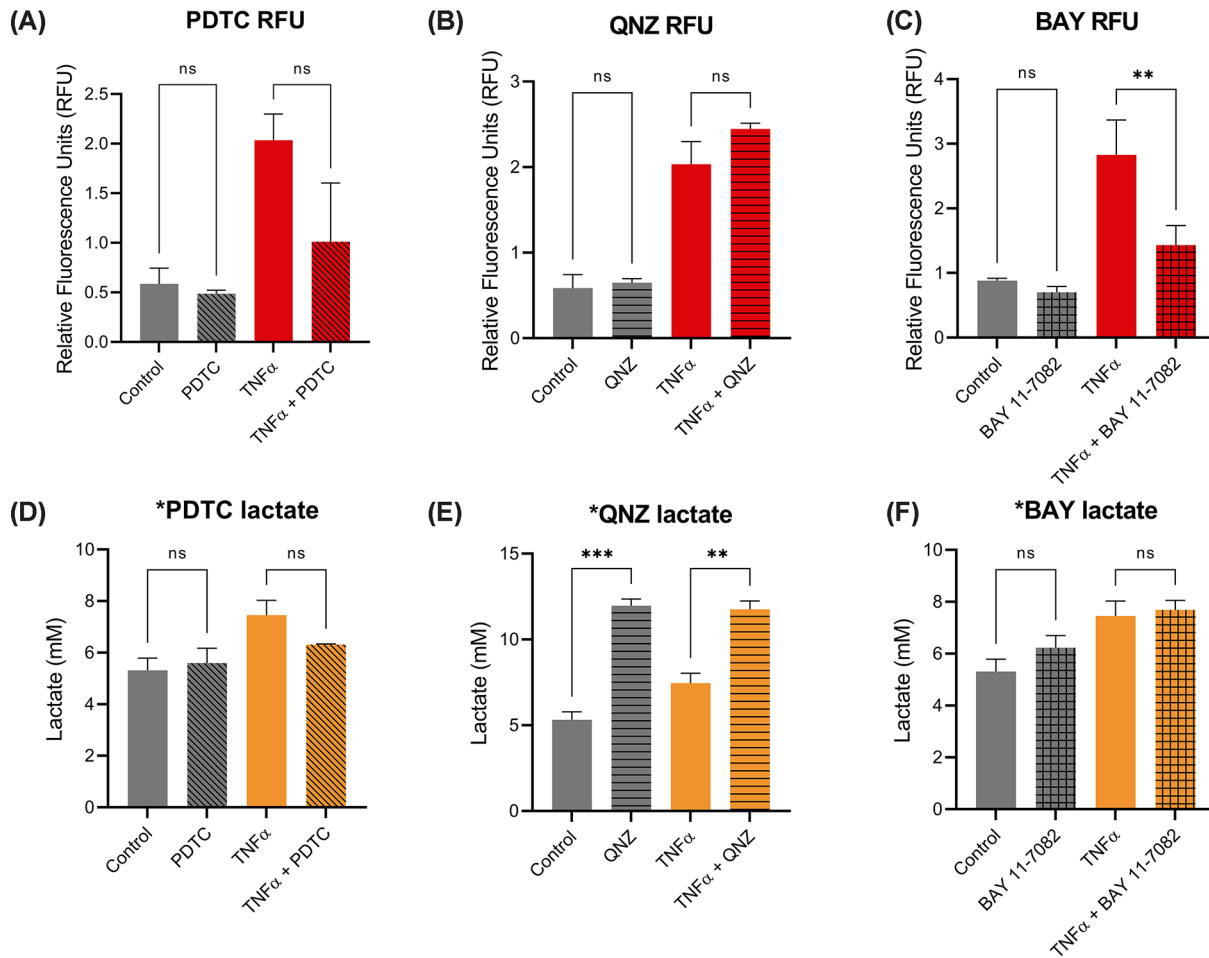 (A)
PDTC RFU
Relative Fluorescence Units (RFU)
2.5
2.0
1.5
1.0
0.5
0.0
ns
ns
Control
PDTC
TNFα
TNFα + PDTC
(B)
QNZ RFU
Relative Fluorescence Units (RFU)
3
2
1
0
ns
ns
Control
QNZ
TNFα
TNFα + QNZ
(C)
BAY RFU
Relative Fluorescence Units (RFU)
4
3
2
1
0
ns
**
Control
BAY 11-7082
TNFα
TNFα + BAY 11-7082
(D)
*PDTC lactate
Lactate (mM)
10
8
6
4
2
0
ns
ns
Control
PDTC
TNFα
TNFα + PDTC
(E)
*QNZ lactate
Lactate (mM)
15
10
5
0
***
**
Control
QNZ
TNFα
TNFα + QNZ
(F)
*BAY lactate
Lactate (mM)
10
8
6
4
2
0
ns
ns
Control
BAY 11-7082
TNFα
TNFα + BAY 11-7082